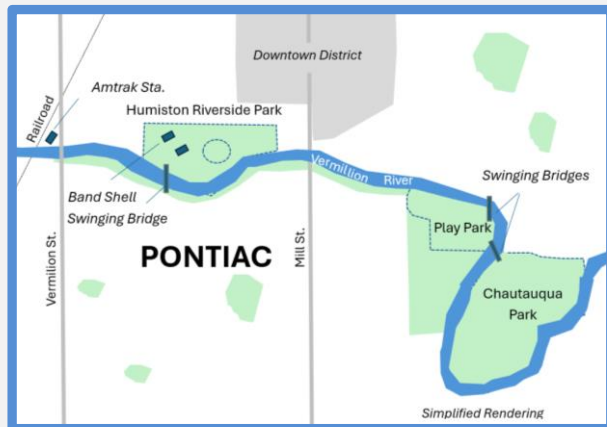 Downtown District
Amtrak Sta.
Railroad
Humiston Riverside Park
Vermillion
River
Swinging Bridges
Band Shell
Swinging Bridge
Play Park
PONTIAC
Vermilion St.
Mill St.
Chautauqua
Park
Simplified Rendering